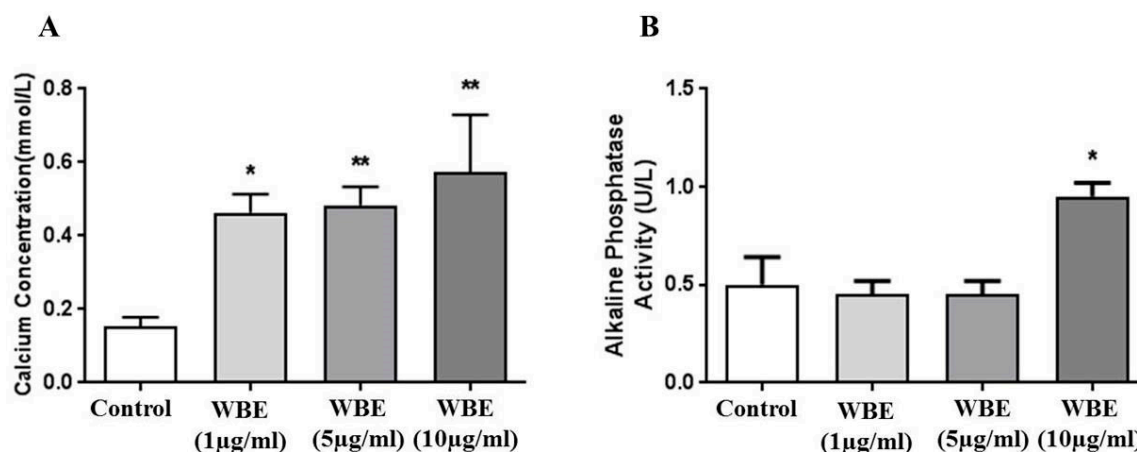 A
Calcium Concentration(mmol/L)
0.8
0.6
0.4
0.2
0.0
*
**
**
Control
WBE
(1µg/ml)
WBE
(5µg/ml)
WBE
(10µg/ml)
B
Alkaline Phosphatase
Activity (U/L)
1.5
1.0
0.5
0.0
*
Control
WBE
(1µg/ml)
WBE
(5µg/ml)
WBE
(10µg/ml)